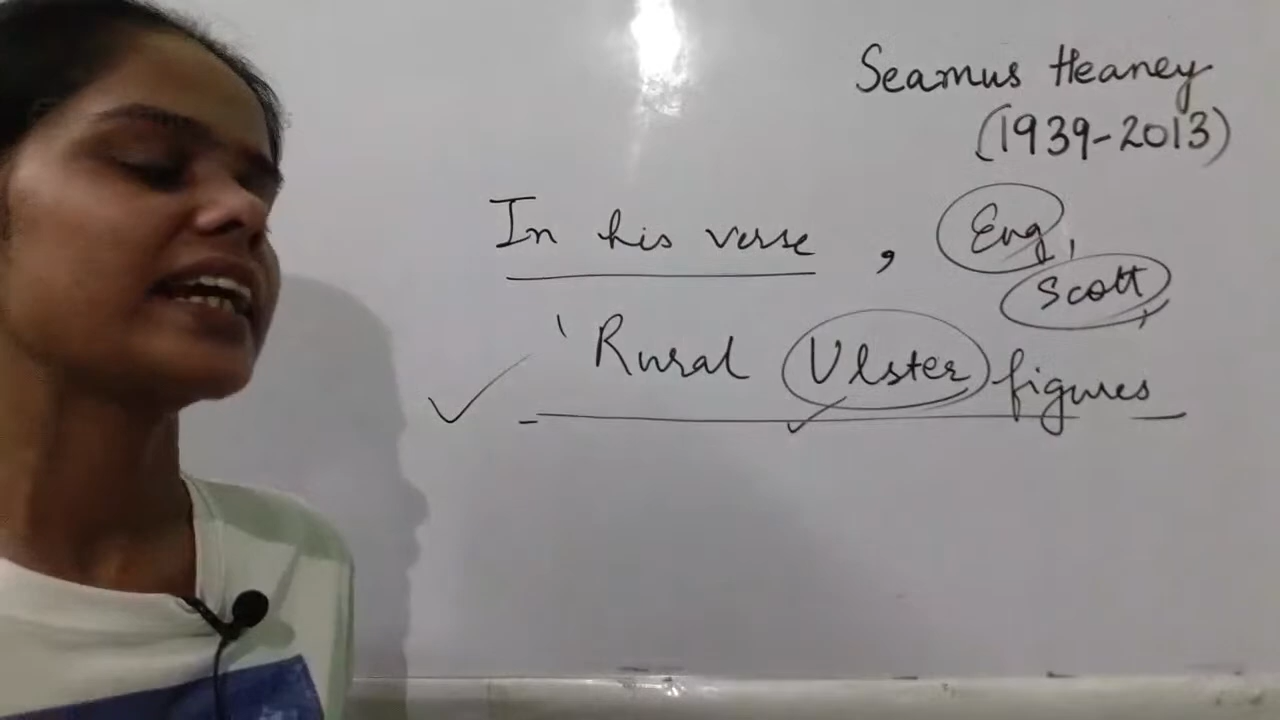 Seamus Heaney
(1939-2013)
In his verse , Eng,
Scott,
' Rural Ulster figures